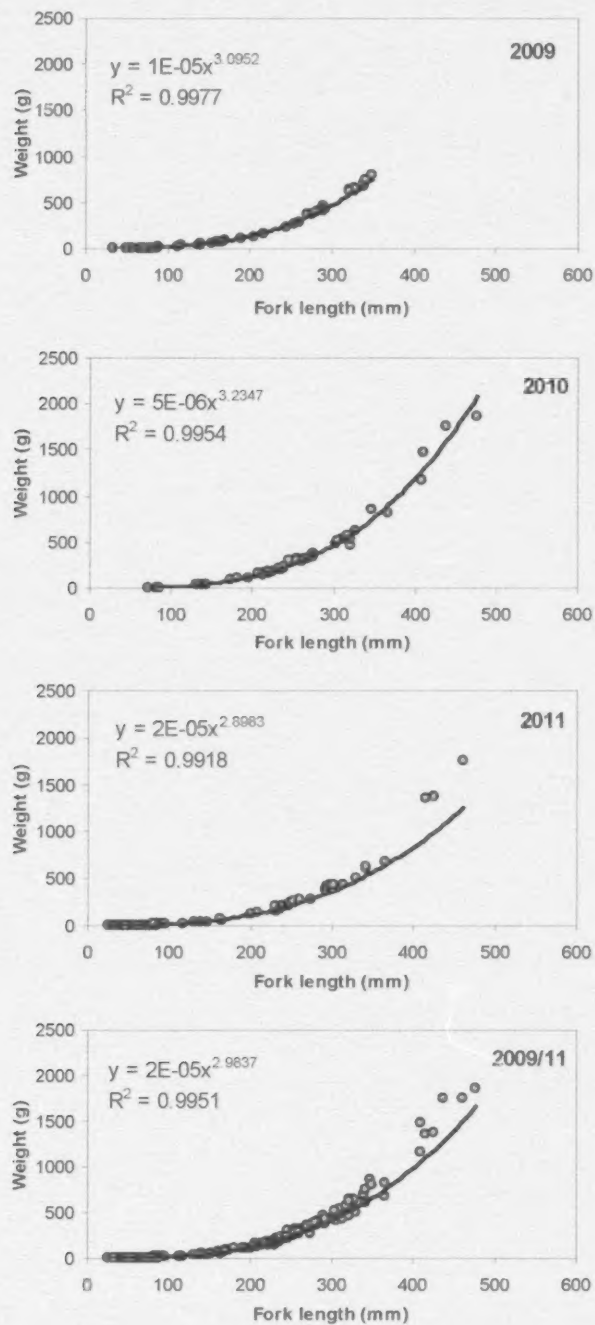 2009
y = 1E-05x^3.0952
R² = 0.9977
Weight (g)
2500
2000
1500
1000
500
0
0 100 200 300 400 500 600
Fork length (mm)
2010
y = 5E-06x^3.2347
R² = 0.9954
Weight (g)
2500
2000
1500
1000
500
0
0 100 200 300 400 500 600
Fork length (mm)
2011
y = 2E-05x^2.8983
R² = 0.9918
Weight (g)
2500
2000
1500
1000
500
0
0 100 200 300 400 500 600
Fork length (mm)
2009/11
y = 2E-05x^2.9837
R² = 0.9951
Weight (g)
2500
2000
1500
1000
500
0
0 100 200 300 400 500 600
Fork length (mm)